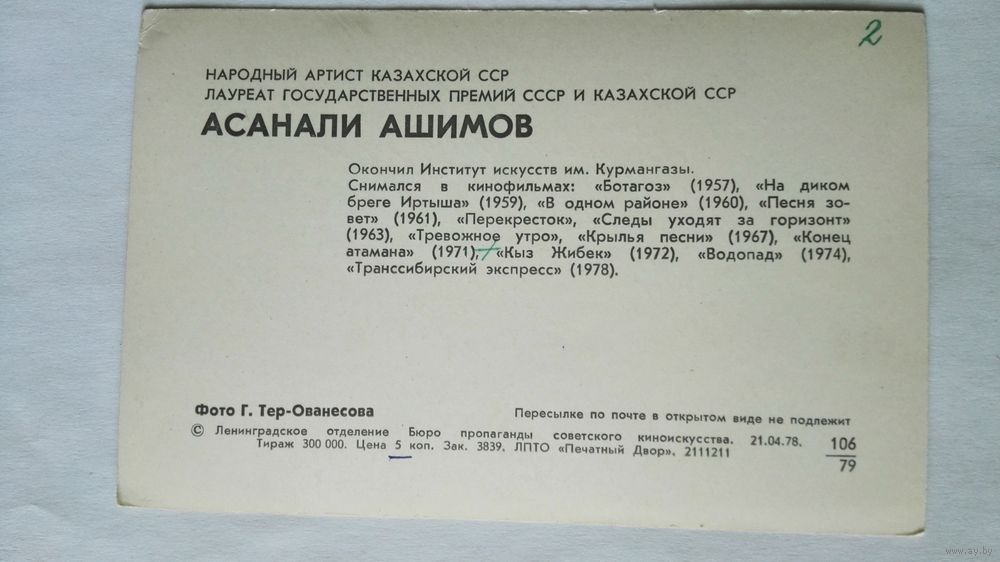 2
НАРОДНЫЙ АРТИСТ КАЗАХСКОЙ ССР
ЛАУРЕАТ ГОСУДАРСТВЕННЫХ ПРЕМИЙ СССР И КАЗАХСКОЙ ССР
АСАНАЛИ АШИМОВ
Окончил Институт искусств им. Курмангазы.
Снимался в кинофильмах: «Ботагоз» (1957), «На диком
бреге Иртыша» (1959), «В одном районе» (1960), «Песня зо-
вет» (1961), «Перекресток», «Следы уходят за горизонт»
(1963), «Тревожное утро», «Крылья песни» (1967), «Конец
атамана» (1971), «Кыз Жибек» (1972), «Водопад» (1974),
«Транссибирский экспресс» (1978).
Фото Г. Тер-Ованесова
Пересылке по почте в открытом виде не подлежит
© Ленинградское отделение Бюро пропаганды советского киноискусства. 21.04.78.
Тираж 300 000. Цена 5 коп. Зак. 3839. ЛПТО «Печатный Двор». 2111211
106
79
www.ay.by